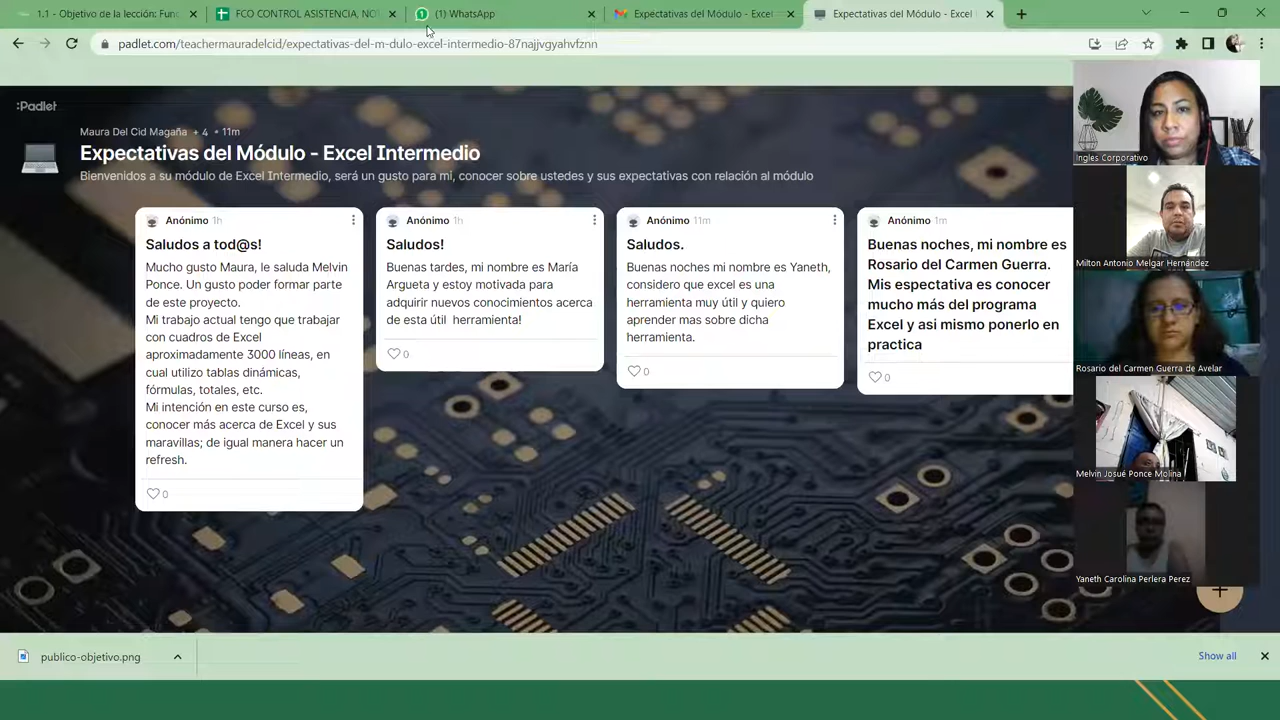 1.1 - Objetivo de la lección: Func
FCO CONTROL ASISTENCIA, NOT
(1) WhatsApp
Expectativas del Módulo - Excel
Expectativas del Módulo - Excel
padlet.com/teachermauradelcid/expectativas-del-m-dulo-excel-intermedio-87najjvgyahvfznn
:Padlet
Maura Del Cid Magaña + 4 • 11m
Expectativas del Módulo - Excel Intermedio
Bienvenidos a su módulo de Excel Intermedio, será un gusto para mi, conocer sobre ustedes y sus expectativas con relación al módulo
Anónimo 1h
Saludos a tod@s!
Mucho gusto Maura, le saluda Melvin
Ponce. Un gusto poder formar parte
de este proyecto.
Mi trabajo actual tengo que trabajar
con cuadros de Excel
aproximadamente 3000 líneas, en
cual utilizo tablas dinámicas,
fórmulas, totales, etc.
Mi intención en este curso es,
conocer más acerca de Excel y sus
maravillas; de igual manera hacer un
refresh.
0
Anónimo 1h
Saludos!
Buenas tardes, mi nombre es María
Argueta y estoy motivada para
adquirir nuevos conocimientos acerca
de esta útil herramienta!
0
Anónimo 11m
Saludos.
Buenas noches mi nombre es Yaneth,
considero que excel es una
herramienta muy útil y quiero
aprender mas sobre dicha
herramienta.
0
Anónimo 1m
Buenas noches, mi nombre es
Rosario del Carmen Guerra.
Mis espectativa es conocer
mucho más del programa
Excel y asi mismo ponerlo en
practica
0
Ingles Corporativo
Milton Antonio Melgar Hernández
Rosario del Carmen Guerra de Avelar
Melvin Josué Ponce Molina
Yaneth Carolina Perlera Perez
publico-objetivo.png
Show all